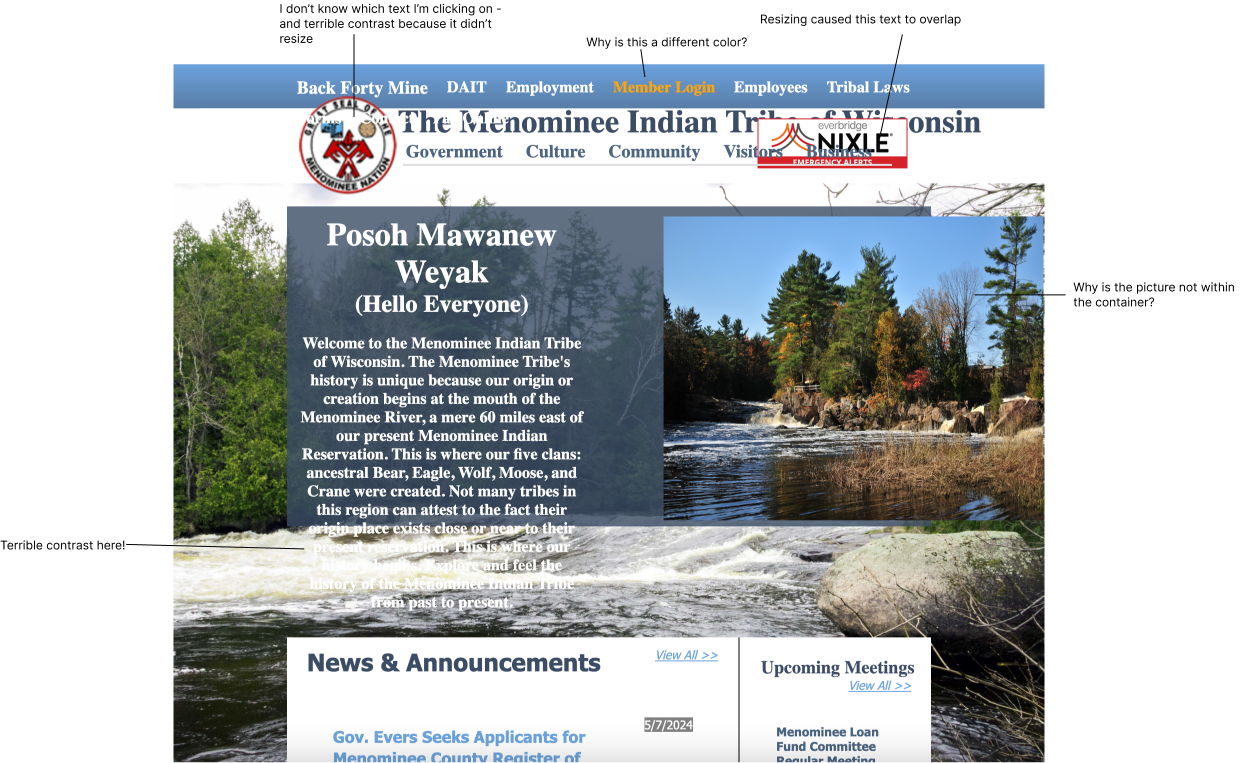 I don't know which text I'm clicking on -
and terrible contrast because it didn't
resize
Why is this a different color?
Resizing caused this text to overlap
Back Forty Mine DAIT Employment Member Login Employees Tribal Laws
GREAT SEAL OF THE
MENOMINEE NATION
The Menominee Indian Tribe of Wisconsin
everbridge
NIXLE
EMERGENCY ALERTS
Government Culture Community Visitors Business
Posoh Mawanew
Weyak
(Hello Everyone)
Why is the picture not within
the container?
Welcome to the Menominee Indian Tribe
of Wisconsin. The Menominee Tribe's
history is unique because our origin or
creation begins at the mouth of the
Menominee River, a mere 60 miles east of
our present Menominee Indian
Reservation. This is where our five clans:
ancestral Bear, Eagle, Wolf, Moose, and
Crane were created. Not many tribes in
this region can attest to the fact their
origin place exists close or near to their
present reservation. This is where our
history begins. Explore and feel the
history of the Menominee Indian Tribe
from past to present.
Terrible contrast here!
News & Announcements
View All >>
5/7/2024
Gov. Evers Seeks Applicants for
Menominee County Register of
Upcoming Meetings
View All >>
Menominee Loan
Fund Committee
Regular Meeting